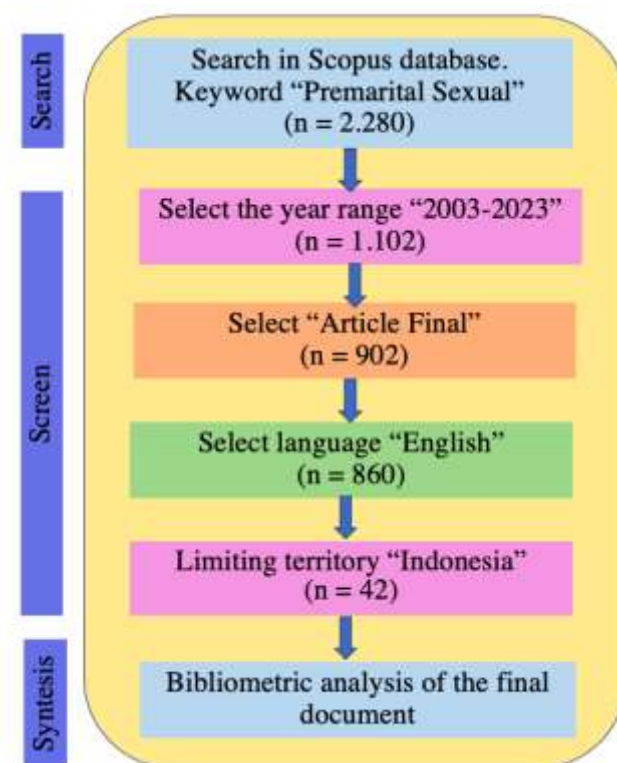 Search
Search in Scopus database.
Keyword “Premarital Sexual”
(n = 2.280)
Screen
Select the year range “2003-2023”
(n = 1.102)
Select “Article Final”
(n = 902)
Select language “English”
(n = 860)
Limiting territory “Indonesia”
(n = 42)
Syntesis
Bibliometric analysis of the final
document